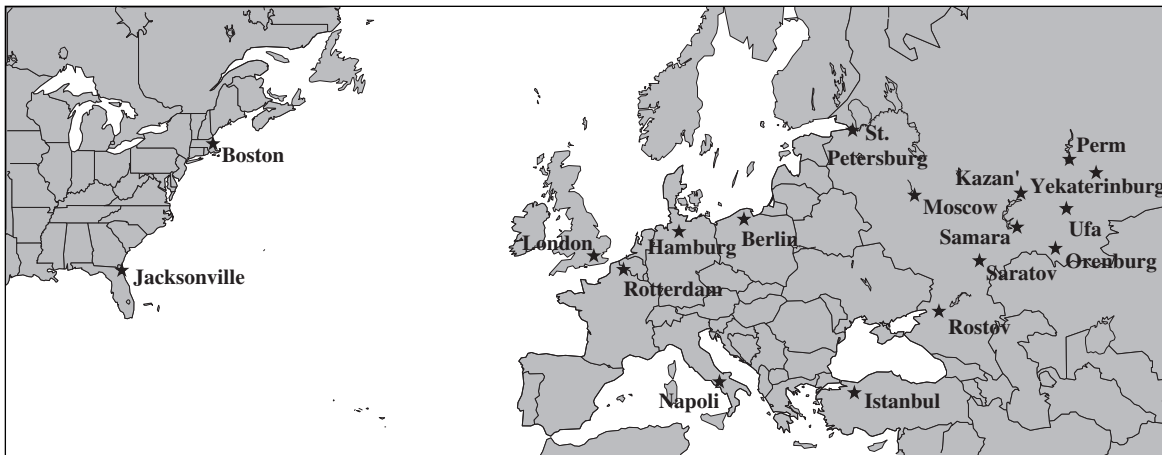 St.
Petersburg
Perm
Boston
Kazan'
Yekaterinburg
Moscow
Ufa
London
Hamburg
Berlin
Samara
Jacksonville
Rotterdam
Saratov
Orenburg
Rostov
Napoli
Istanbul